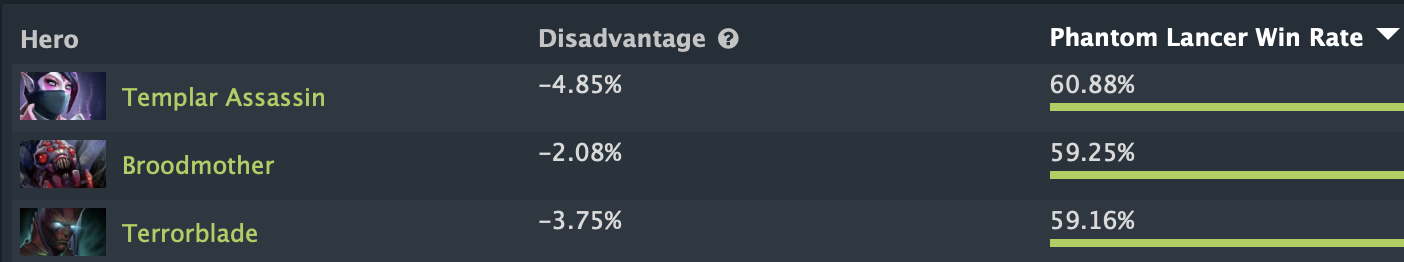 Hero Disadvantage ? Phantom Lancer Win Rate
Templar Assassin −4.85% 60.88%
Broodmother −2.08% 59.25%
Terrorblade −3.75% 59.16%